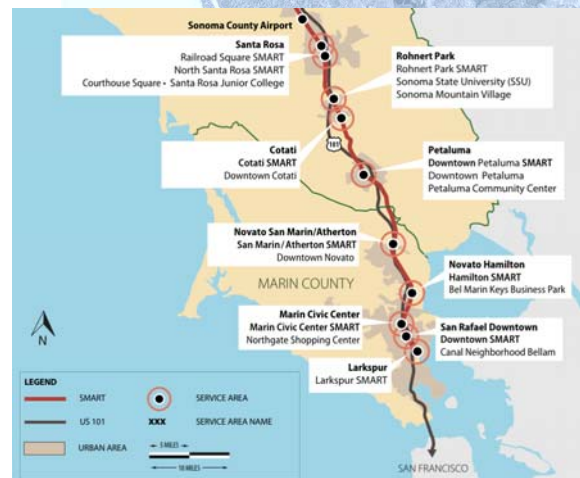 Sonoma County Airport
Santa Rosa
Railroad Square SMART
North Santa Rosa SMART
Courthouse Square • Santa Rosa Junior College
Rohnert Park
Rohnert Park SMART
Sonoma State University (SSU)
Sonoma Mountain Village
101
Cotati
Cotati SMART
Downtown Cotati
Petaluma
Downtown Petaluma SMART
Downtown Petaluma
Petaluma Community Center
Novato San Marin/Atherton
San Marin / Atherton SMART
Downtown Novato
MARIN COUNTY
Novato Hamilton
Hamilton SMART
Bel Marin Keys Business Park
Marin Civic Center
Marin Civic Center SMART
Northgate Shopping Center
San Rafael Downtown
Downtown SMART
Canal Neighborhood Bellam
Larkspur
Larkspur SMART
N
LEGEND
SMART
SERVICE AREA
US 101
XXX SERVICE AREA NAME
URBAN AREA
5 MILES
10 MILES
SAN FRANCISCO